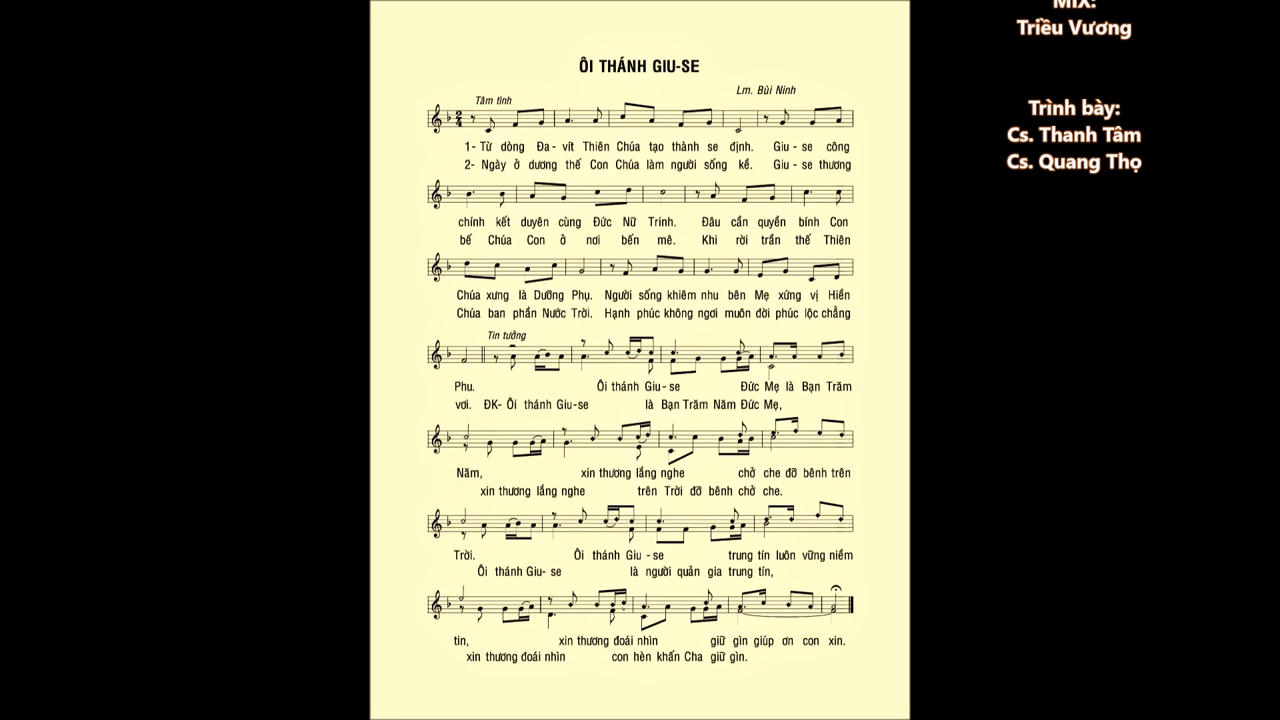 MIX:
Triều Vương
Trình bày:
Cs. Thanh Tâm
Cs. Quang Thọ
ÔI THÁNH GIU-SE
Lm. Bùi Ninh
Tâm tình
2
4
1- Từ dòng Đa - vít Thiên Chúa tạo thành se định. Giu - se công
2- Ngày ở dương thế Con Chúa làm người sống kề. Giu - se thương
chính kết duyên cùng Đức Nữ Trinh. Đâu cần quyền bính Con
bế Chúa Con ở nơi bến mê. Khi rời trần thế Thiên
Chúa xưng là Dưỡng Phụ. Người sống khiêm nhu bên Mẹ xứng vị Hiền
Chúa ban phần Nước Trời. Hạnh phúc không ngơi muôn đời phúc lộc chẳng
Tin tưởng
Phu. Ôi thánh Giu - se Đức Mẹ là Bạn Trăm
vơi. ĐK- Ôi thánh Giu-se là Bạn Trăm Năm Đức Mẹ,
Năm, xin thương lắng nghe chở che đỡ bênh trên
xin thương lắng nghe trên Trời đỡ bênh chở che.
Trời. Ôi thánh Giu - se trung tín luôn vững niềm
Ôi thánh Giu- se là người quản gia trung tín,
tin, xin thương đoái nhìn giữ gìn giúp ơn con xin.
xin thương đoái nhìn con hèn khấn Cha giữ gìn.